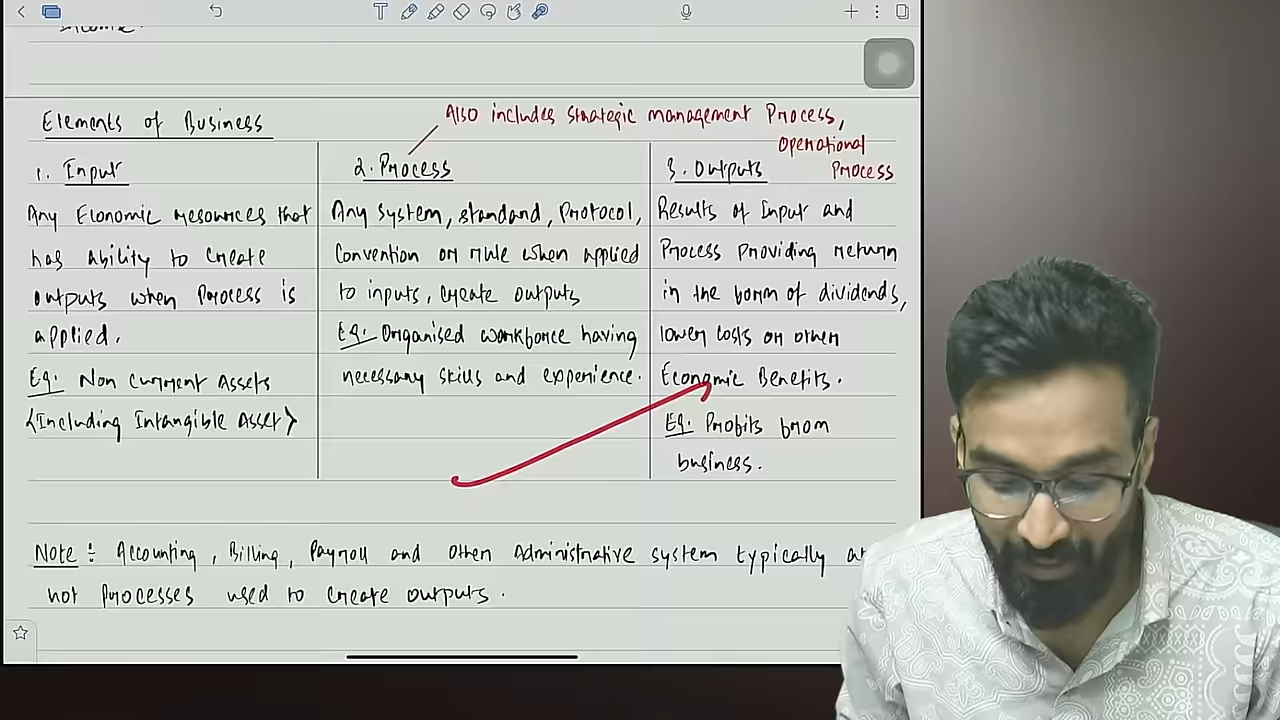 Income.
Elements of Business
Also includes strategic management Process,
Operational
Process
1. Input
Any Economic resources that
has ability to create
outputs when Process is
applied.
Eg: Non Current Assets
{Including Intangible Asset}
2. Process
Any system, standard, Protocol,
Convention or rule when applied
to inputs, create outputs
Eg: Organised workforce having
necessary skills and experience.
3. Outputs
Results of Input and
Process providing return
in the form of dividends,
lower costs or other
Economic Benefits.
Eg: Profits from
business.
Note: Accounting, Billing, Payroll and other Administrative system typically
not Processes used to create outputs.